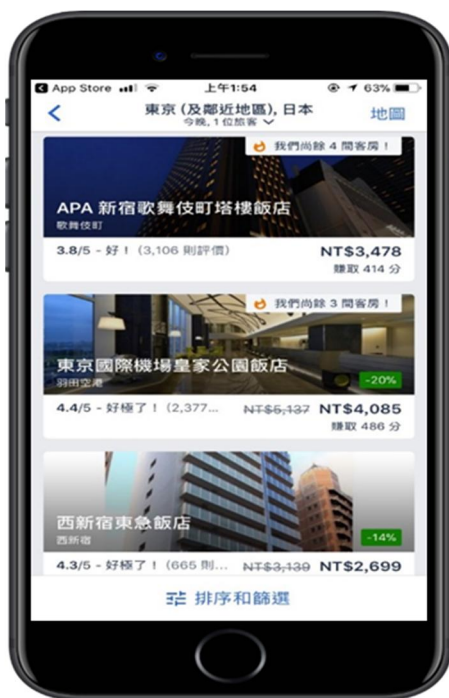 App Store 上午1:54 63%
東京 (及鄰近地區), 日本 地圖
今晚, 1 位旅客
我們尚餘 4 間客房！
APA 新宿歌舞伎町塔樓飯店
歌舞伎町
3.8/5 - 好！ (3,106 則評價) NT$3,478
賺取 414 分
我們尚餘 3 間客房！
東京國際機場皇家公園飯店
羽田空港 -20%
4.4/5 - 好極了！ (2,377... NT$5,137 NT$4,085
賺取 486 分
西新宿東急飯店
西新宿 -14%
4.3/5 - 好極了！ (665 則... NT$3,139 NT$2,699
排序和篩選